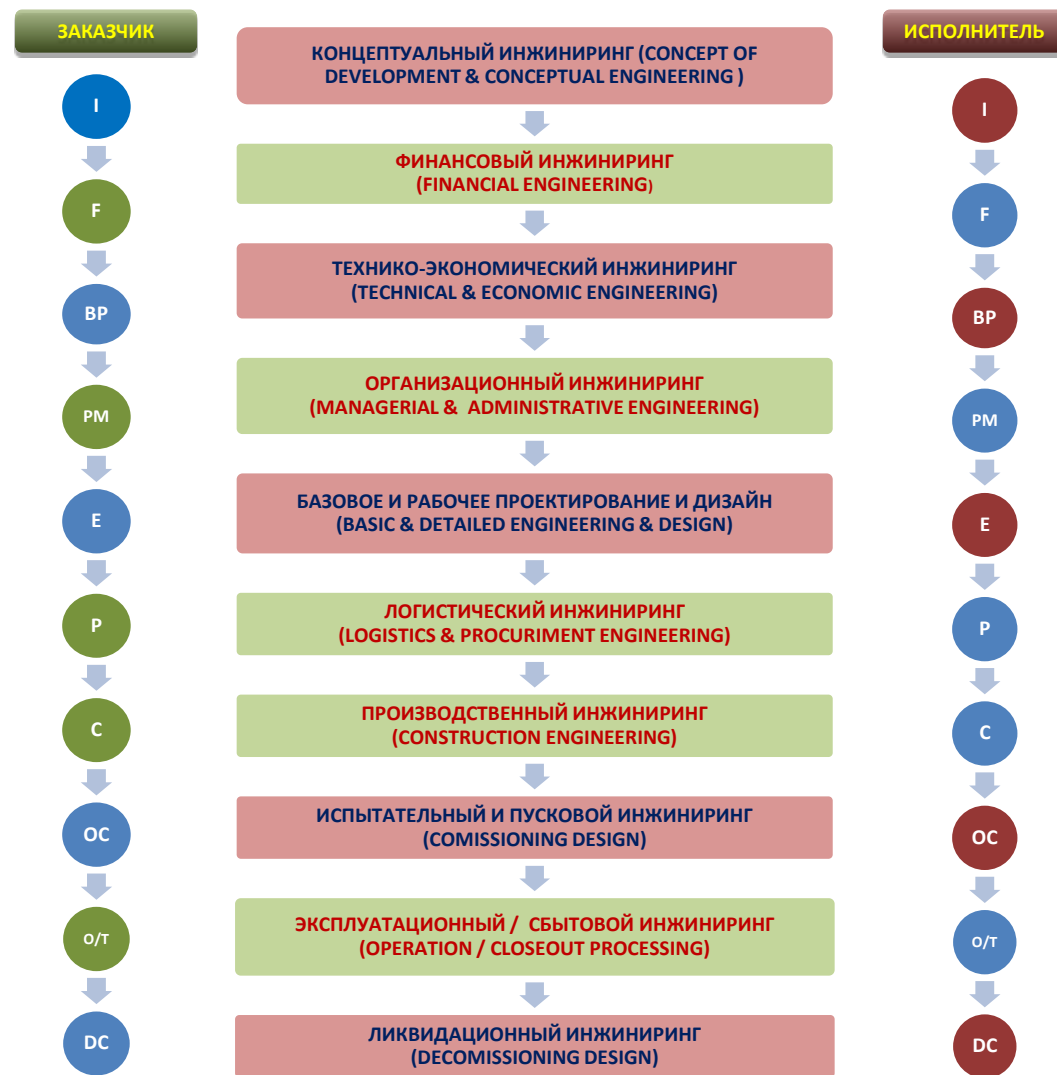 ЗАКАЗЧИК
ИСПОЛНИТЕЛЬ
КОНЦЕПТУАЛЬНЫЙ ИНЖИНИРИНГ (CONCEPT OF
DEVELOPMENT & CONCEPTUAL ENGINEERING )
I
I
ФИНАНСОВЫЙ ИНЖИНИРИНГ
(FINANCIAL ENGINEERING)
F
F
ТЕХНИКО-ЭКОНОМИЧЕСКИЙ ИНЖИНИРИНГ
(TECHNICAL & ECONOMIC ENGINEERING)
BP
BP
ОРГАНИЗАЦИОННЫЙ ИНЖИНИРИНГ
(MANAGERIAL & ADMINISTRATIVE ENGINEERING)
PM
PM
БАЗОВОЕ И РАБОЧЕЕ ПРОЕКТИРОВАНИЕ И ДИЗАЙН
(BASIC & DETAILED ENGINEERING & DESIGN)
E
E
ЛОГИСТИЧЕСКИЙ ИНЖИНИРИНГ
(LOGISTICS & PROCURIMENT ENGINEERING)
P
P
ПРОИЗВОДСТВЕННЫЙ ИНЖИНИРИНГ
(CONSTRUCTION ENGINEERING)
C
C
ИСПЫТАТЕЛЬНЫЙ И ПУСКОВОЙ ИНЖИНИРИНГ
(COMISSIONING DESIGN)
OC
OC
ЭКСПЛУАТАЦИОННЫЙ / СБЫТОВОЙ ИНЖИНИРИНГ
(OPERATION / CLOSEOUT PROCESSING)
O/T
O/T
ЛИКВИДАЦИОННЫЙ ИНЖИНИРИНГ
(DECOMISSIONING DESIGN)
DC
DC